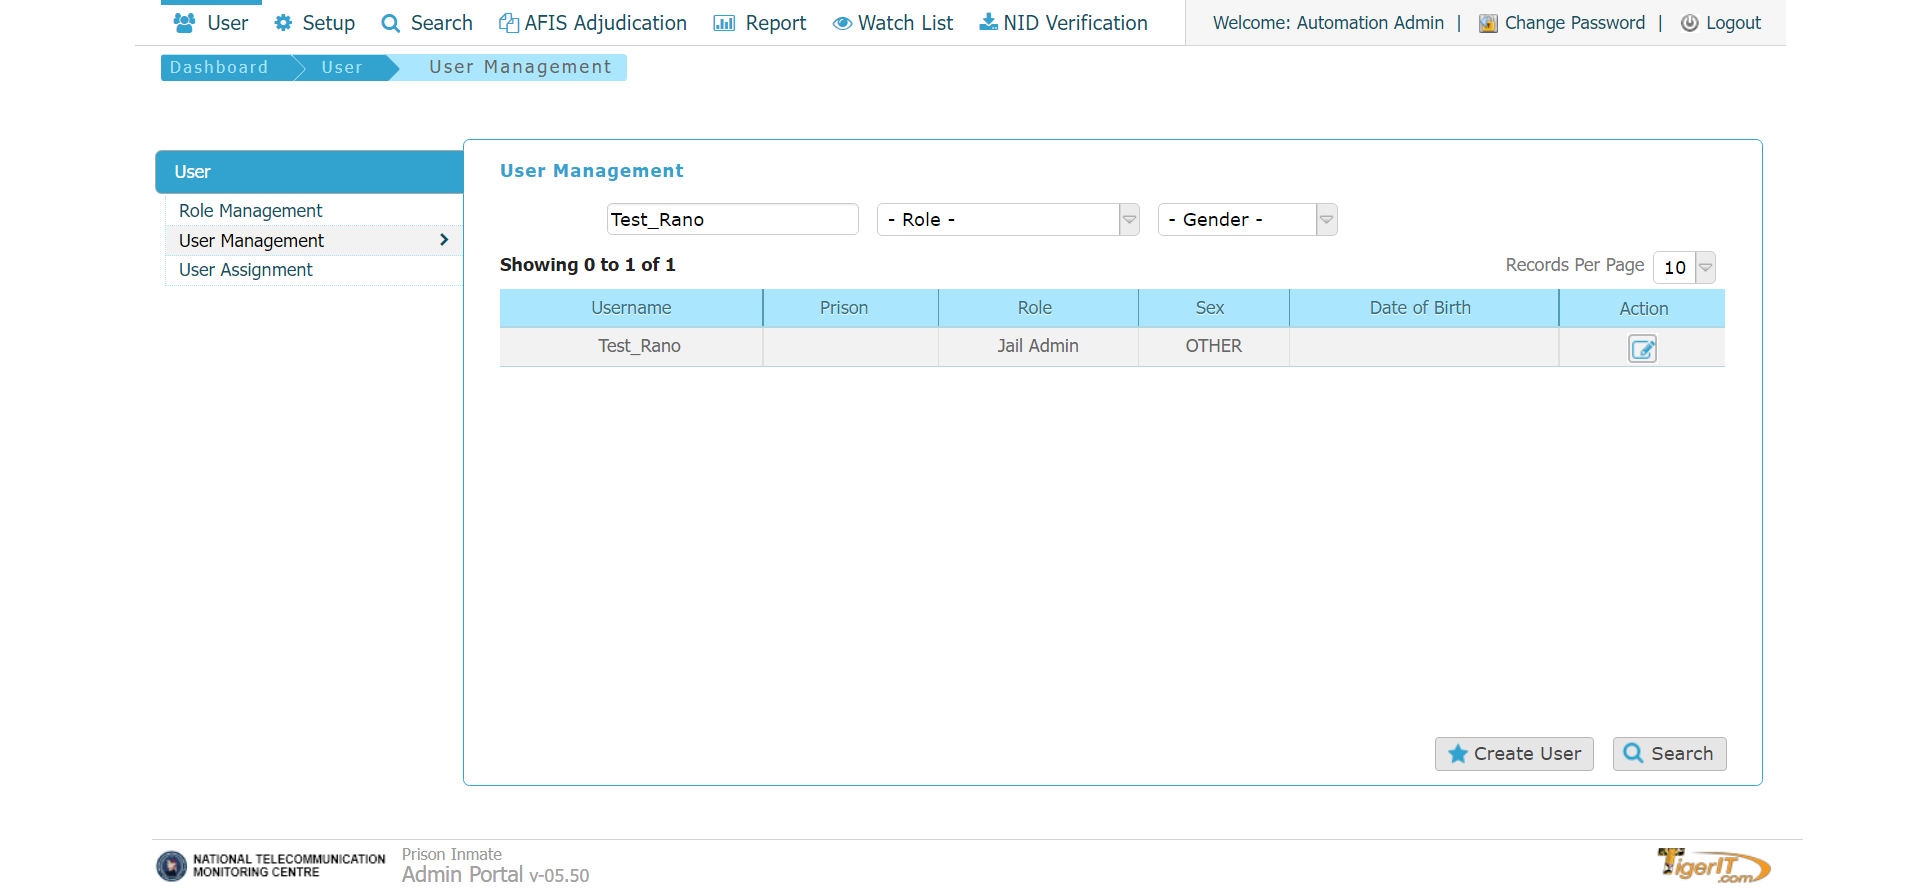 User Setup Search AFIS Adjudication Report Watch List NID Verification Welcome: Automation Admin | Change Password | Logout
Dashboard User User Management
User
Role Management
User Management
User Assignment
User Management
Test_Rano - Role - - Gender -
Showing 0 to 1 of 1 Records Per Page 10
Username Prison Role Sex Date of Birth Action
Test_Rano Jail Admin OTHER
Create User Search
NATIONAL TELECOMMUNICATION
MONITORING CENTRE
Prison Inmate
Admin Portal v-05.50
TigerIT.com